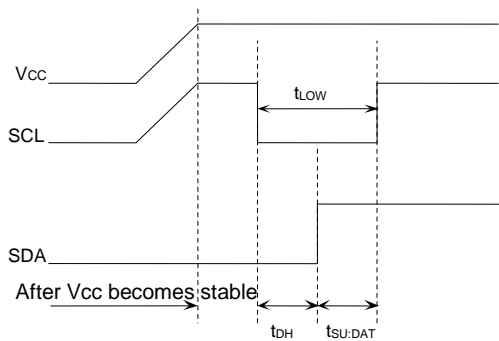 VCC
tLOW
SCL
SDA
After Vcc becomes stable
tDH
tSU:DAT